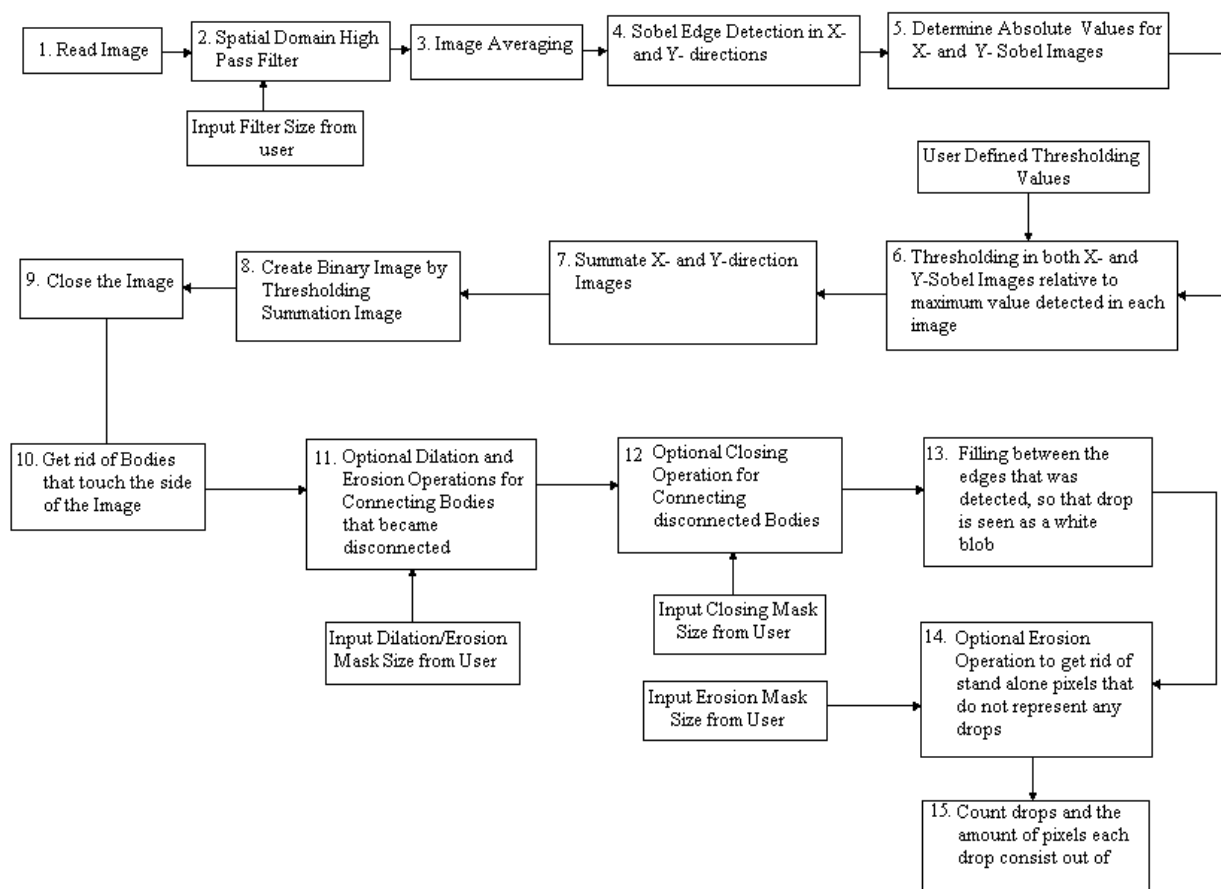 1. Read Image
2. Spatial Domain High
Pass Filter
3. Image Averaging
4. Sobel Edge Detection in X-
and Y- directions
5. Determine Absolute Values for
X- and Y- Sobel Images
Input Filter Size from
user
User Defined Thresholding
Values
6. Thresholding in both X- and
Y-Sobel Images relative to
maximum value detected in each
image
7. Summate X- and Y-direction
Images
8. Create Binary Image by
Thresholding
Summation Image
9. Close the Image
10. Get rid of Bodies
that touch the side
of the Image
11. Optional Dilation and
Erosion Operations for
Connecting Bodies
that became
disconnected
Input Dilation/Erosion
Mask Size from User
12 Optional Closing
Operation for
Connecting
disconnected Bodies
Input Closing Mask
Size from User
13. Filling between the
edges that was
detected, so that drop
is seen as a white
blob
14. Optional Erosion
Operation to get rid of
stand alone pixels that
do not represent any
drops
Input Erosion Mask
Size from User
15. Count drops and the
amount of pixels each
drop consist out of